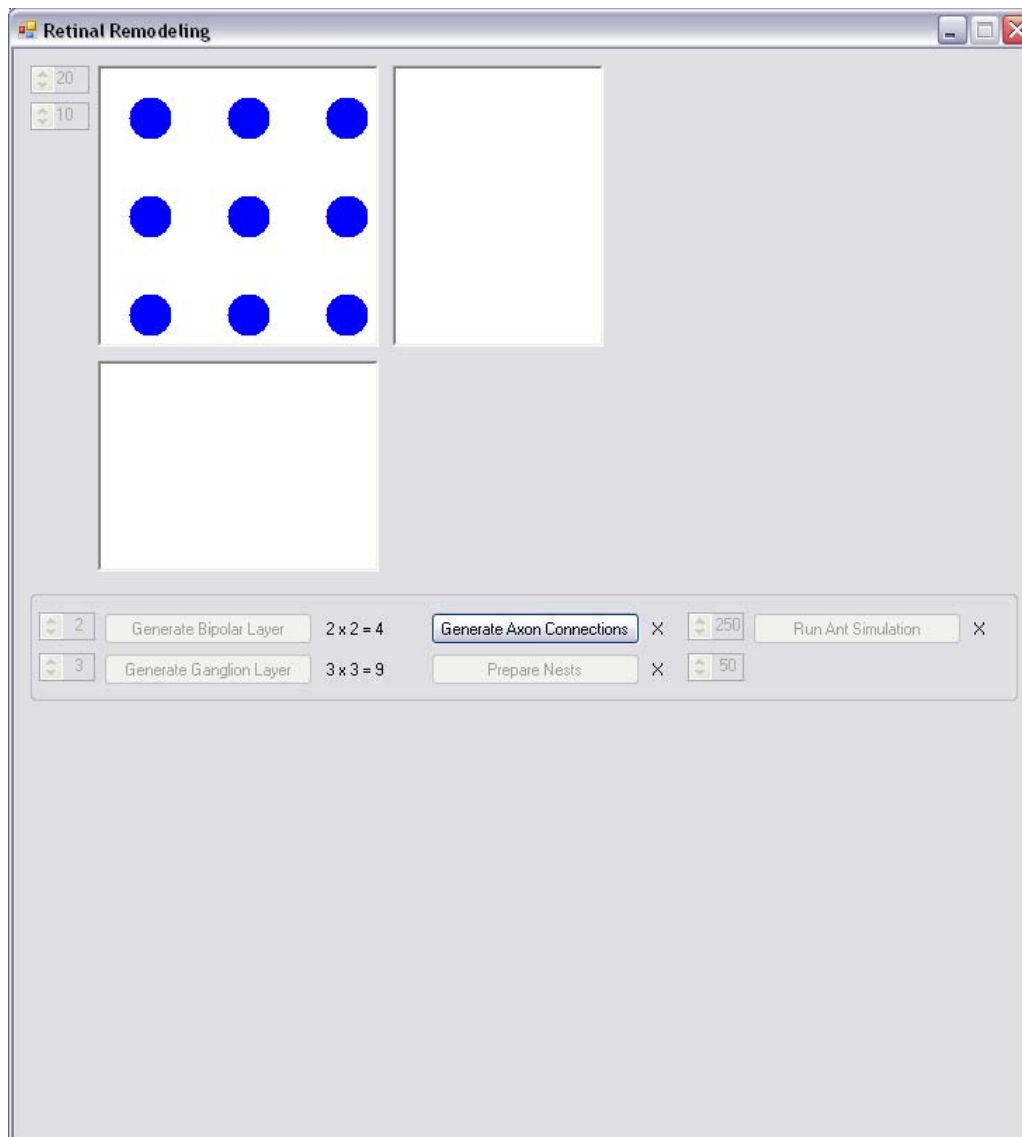 Retinal Remodeling
20
10
2 Generate Bipolar Layer 2 x 2 = 4 Generate Axon Connections X 250 Run Ant Simulation X
3 Generate Ganglion Layer 3 x 3 = 9 Prepare Nests X 50